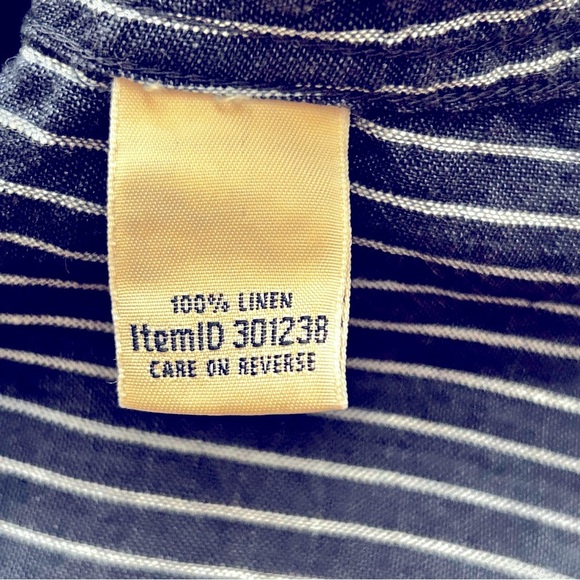 100% LINEN
ItemID 301238
CARE ON REVERSE